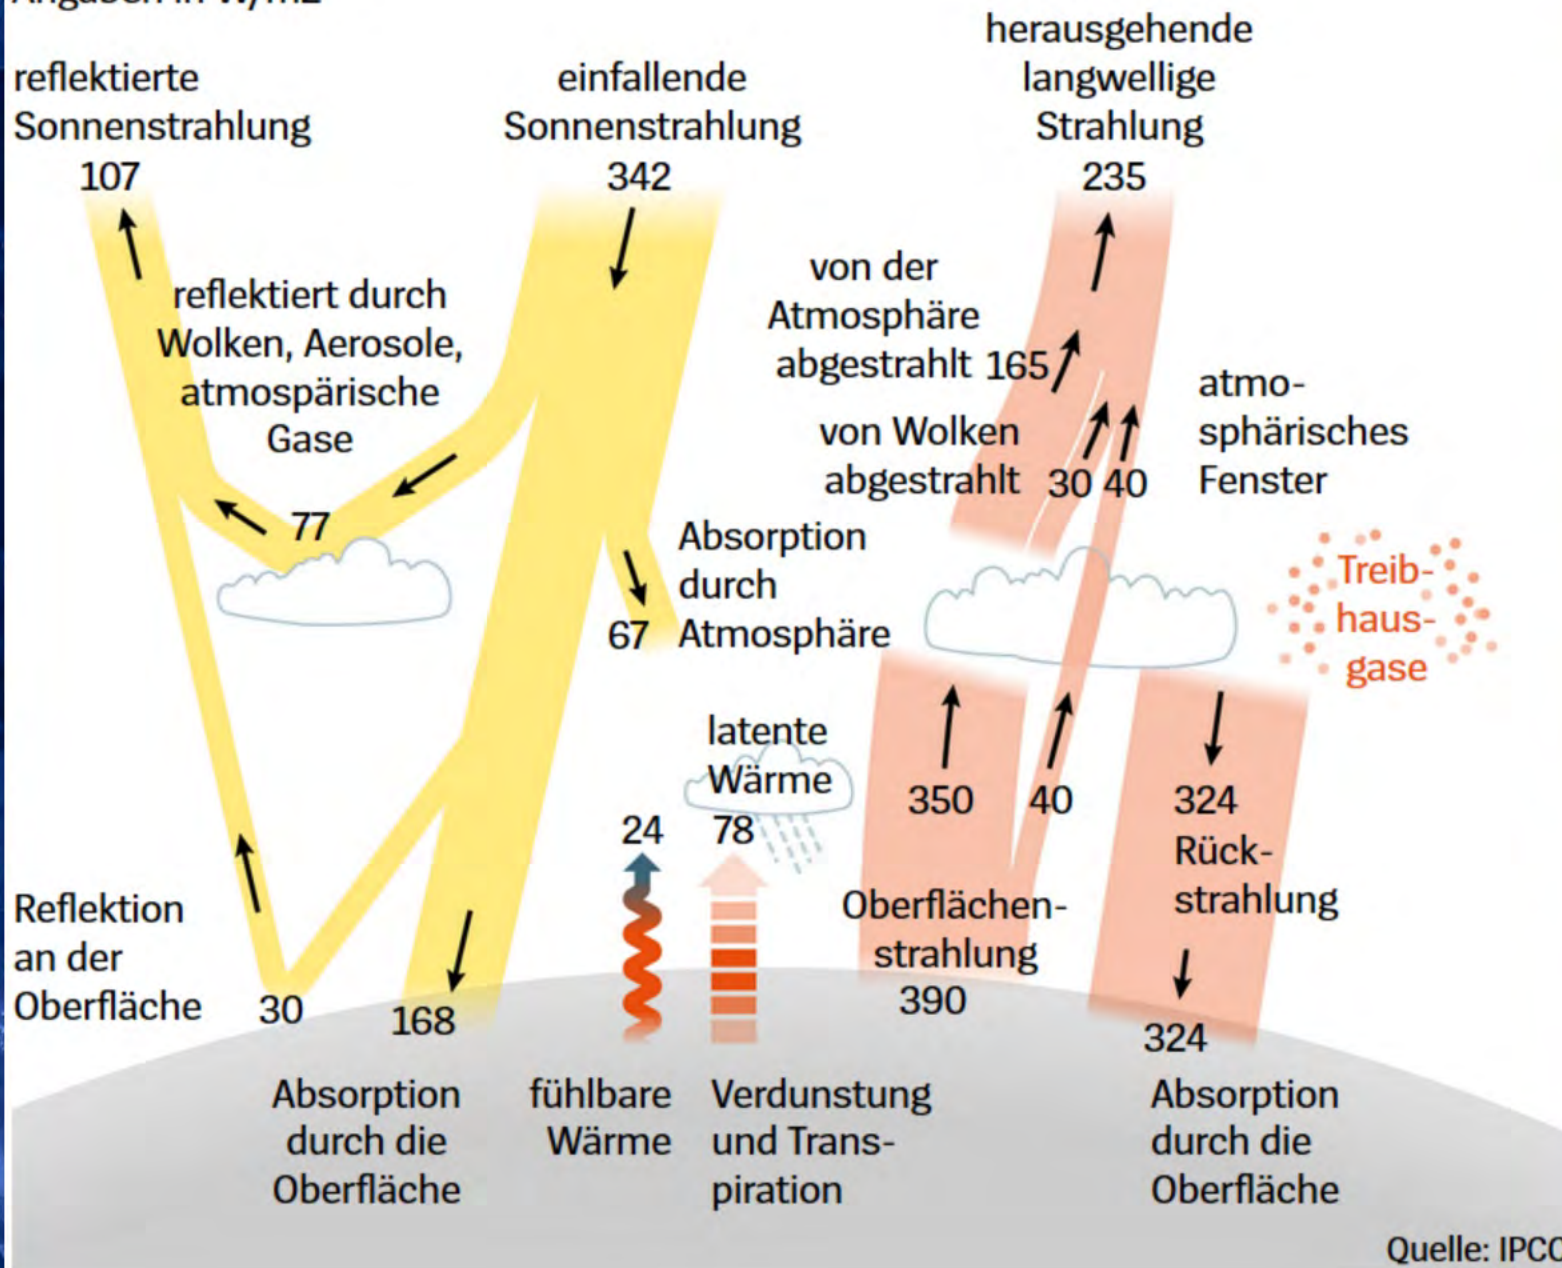 Angaben in W/m2
reflektierte
Sonnenstrahlung
107
einfallende
Sonnenstrahlung
342
herausgehende
langwellige
Strahlung
235
reflektiert durch
Wolken, Aerosole,
atmospärische
Gase
77
von der
Atmosphäre
abgestrahlt 165
von Wolken
abgestrahlt 30 40
atmo-
sphärisches
Fenster
Absorption
durch
67 Atmosphäre
Treib-
haus-
gase
latente
Wärme
24 78
350 40 324
Rück-
strahlung
Reflektion
an der
Oberfläche 30
168
Oberflächen-
strahlung
390
324
Absorption
durch die
Oberfläche
fühlbare
Wärme
Verdunstung
und Trans-
piration
Absorption
durch die
Oberfläche
Quelle: IPCC